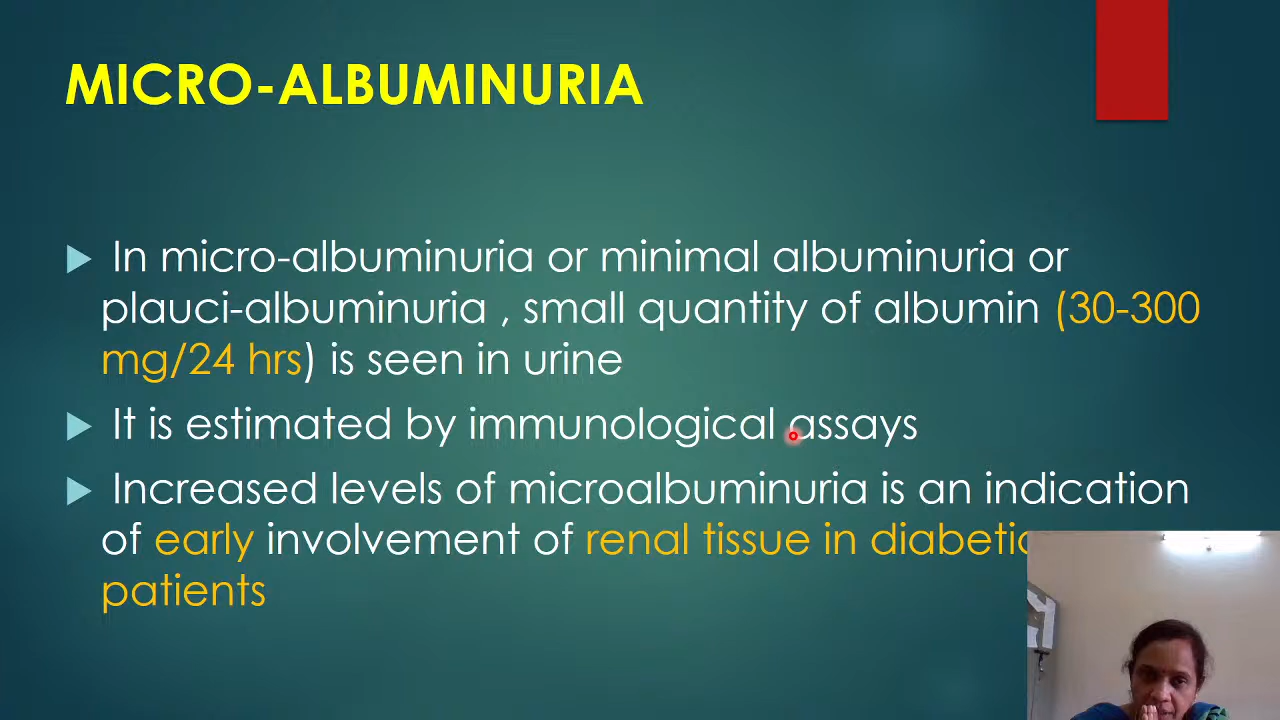 MICRO-ALBUMINURIA
In micro-albuminuria or minimal albuminuria or
plauci-albuminuria , small quantity of albumin (30-300
mg/24 hrs) is seen in urine
It is estimated by immunological assays
Increased levels of microalbuminuria is an indication
of early involvement of renal tissue in diabetic
patients